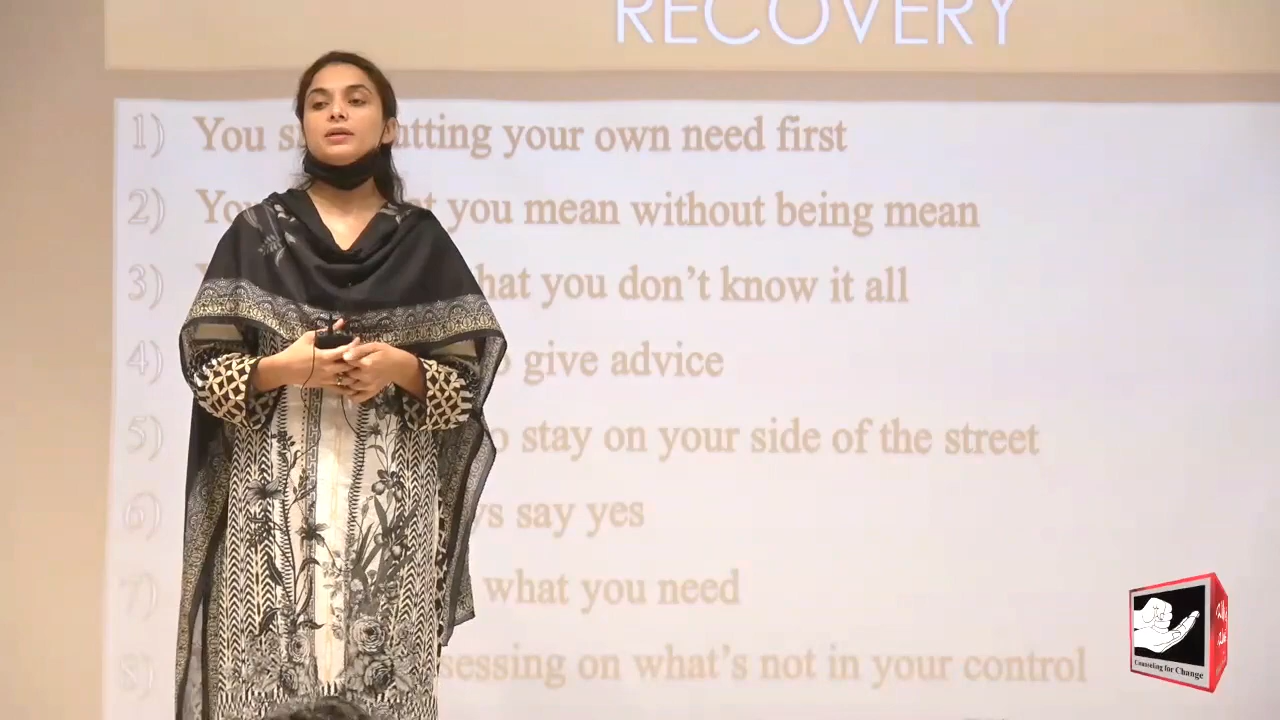 RECOVERY
1) You utting your own need first
2) You you mean without being mean
3) hat you don't know it all
4) give advice
5) stay on your side of the street
6) say yes
7) what you need
8) sessing on what's not in your control
Counseling for Change